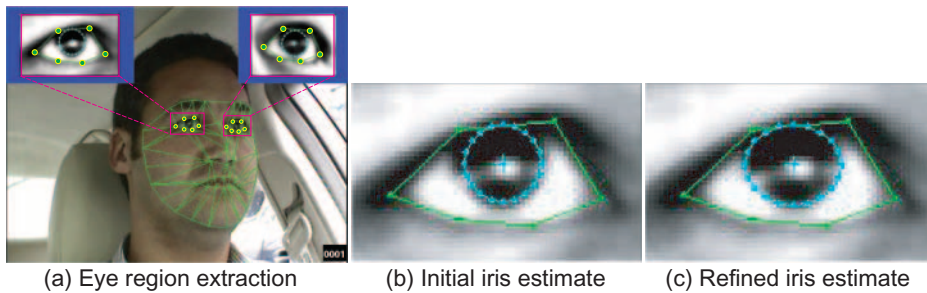 0001
(a) Eye region extraction
(b) Initial iris estimate
(c) Refined iris estimate